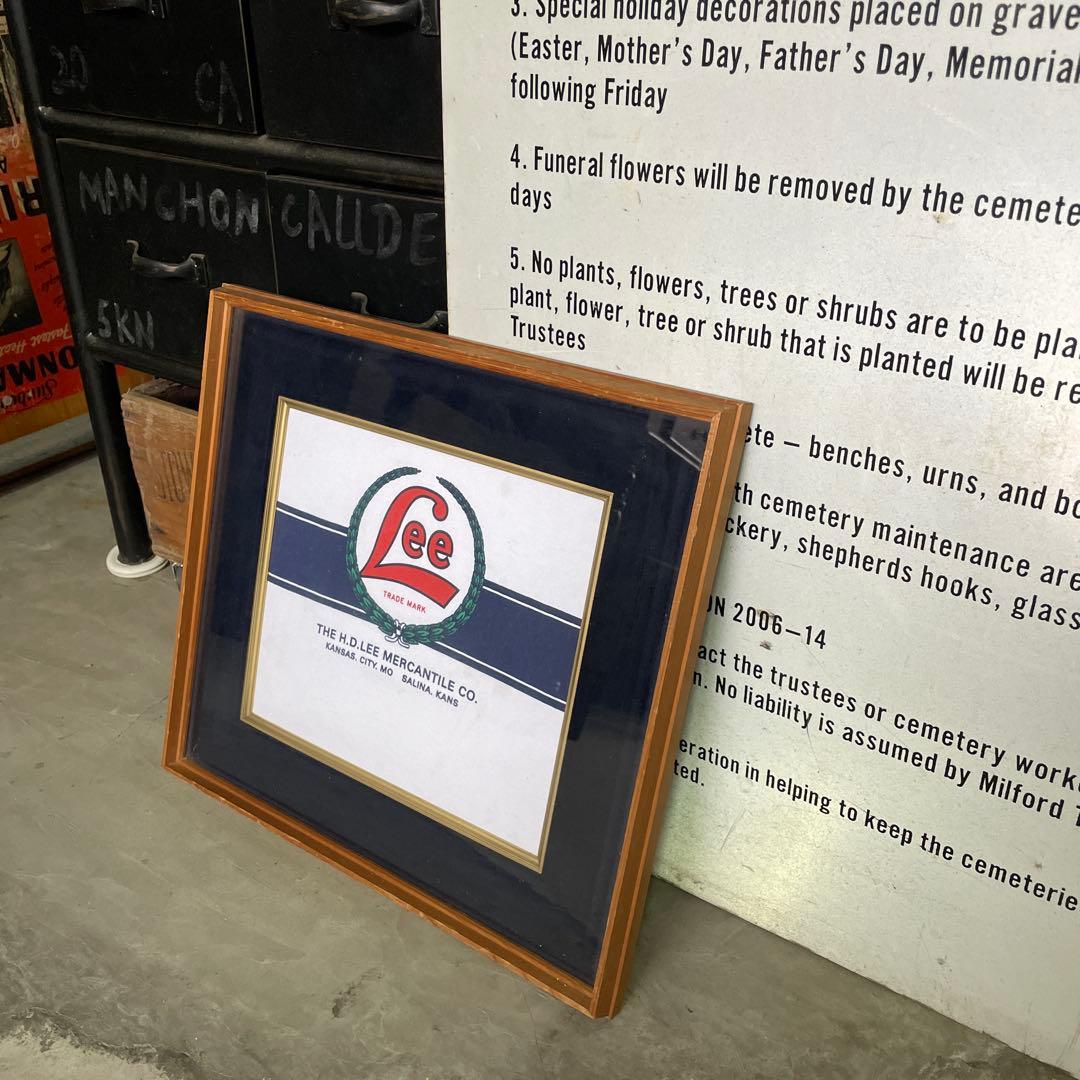 20
CA
MANCHON
CALLDE
5KN
Fastest Heat
Lee
TRADE MARK
THE H.D.LEE MERCANTILE CO.
KANSAS. CITY. MO SALINA. KANS
3. Special holiday decorations placed on grave
(Easter, Mother's Day, Father's Day, Memorial
following Friday
4. Funeral flowers will be removed by the cemete
days
5. No plants, flowers, trees or shrubs are to be pla
plant, flower, tree or shrub that is planted will be re
Trustees
ete – benches, urns, and bo
th cemetery maintenance are
ckery, shepherds hooks, glass
N 2006–14
act the trustees or cemetery work
n. No liability is assumed by Milford T
eration in helping to keep the cemeterie
ted.